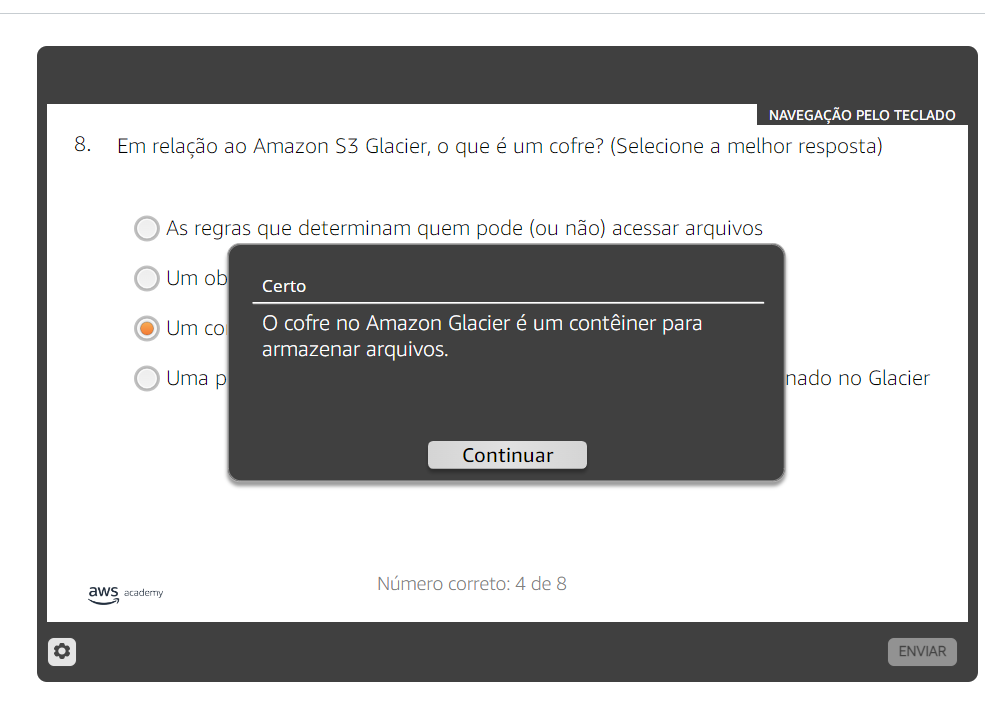 NAVEGAÇÃO PELO TECLADO
8. Em relação ao Amazon S3 Glacier, o que é um cofre? (Selecione a melhor resposta)
As regras que determinam quem pode (ou não) acessar arquivos
Um
Certo
Um
O cofre no Amazon Glacier é um contêiner para
armazenar arquivos.
Uma nado no Glacier
Continuar
Número correto: 4 de 8
aws academy
ENVIAR